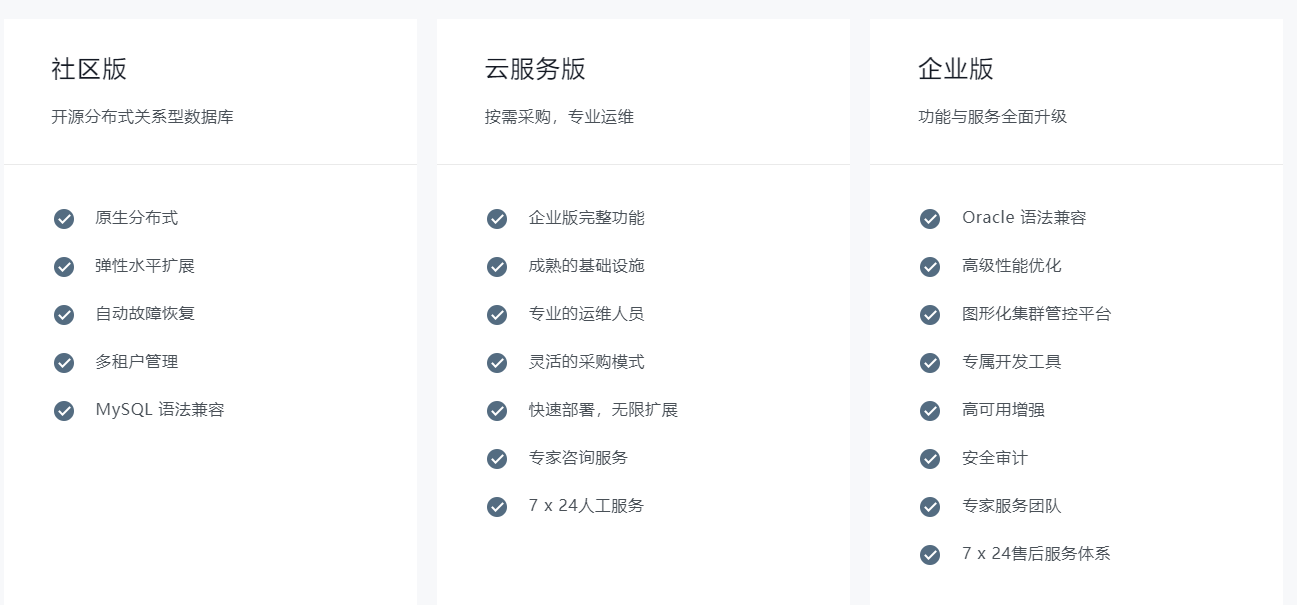 社区版
开源分布式关系型数据库
原生分布式
弹性水平扩展
自动故障恢复
多租户管理
MySQL 语法兼容
云服务版
按需采购，专业运维
企业版完整功能
成熟的基础设施
专业的运维人员
灵活的采购模式
快速部署，无限扩展
专家咨询服务
7 x 24人工服务
企业版
功能与服务全面升级
Oracle 语法兼容
高级性能优化
图形化集群管控平台
专属开发工具
高可用增强
安全审计
专家服务团队
7 x 24售后服务体系